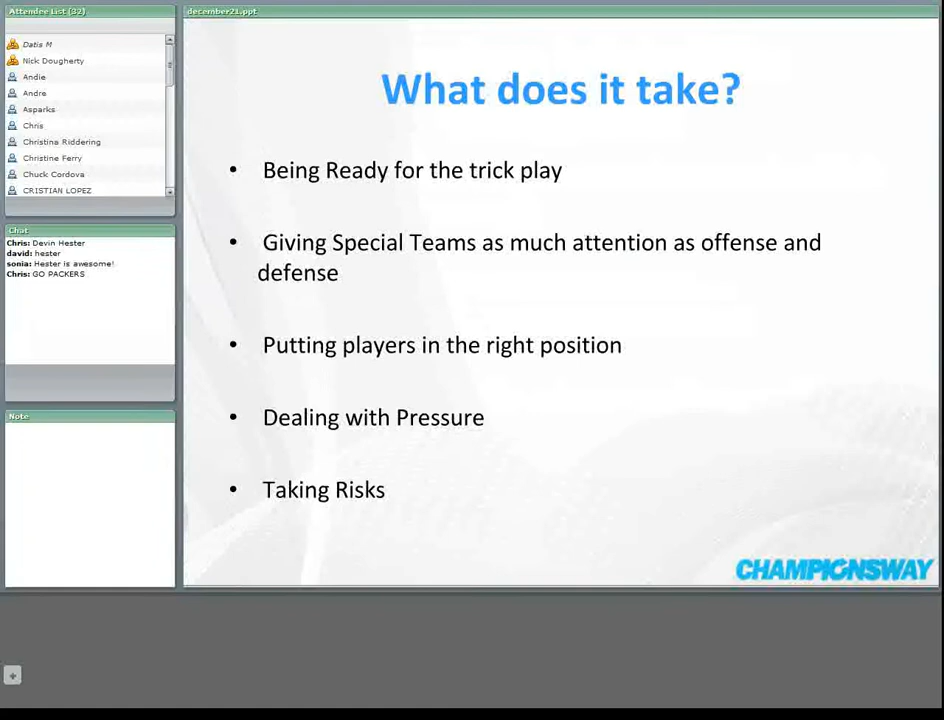 Attendee List (32)
Datis M
Nick Dougherty
Andie
Andre
Asparks
Chris
Christina Riddering
Christine Ferry
Chuck Cordova
CRISTIAN LOPEZ
Chat
Chris: Devin Hester
david: hester
sonia: Hester is awesome!
Chris: GO PACKERS
Note
december21.ppt
What does it take?
• Being Ready for the trick play
• Giving Special Teams as much attention as offense and
defense
• Putting players in the right position
• Dealing with Pressure
• Taking Risks
CHAMPIONSWAY